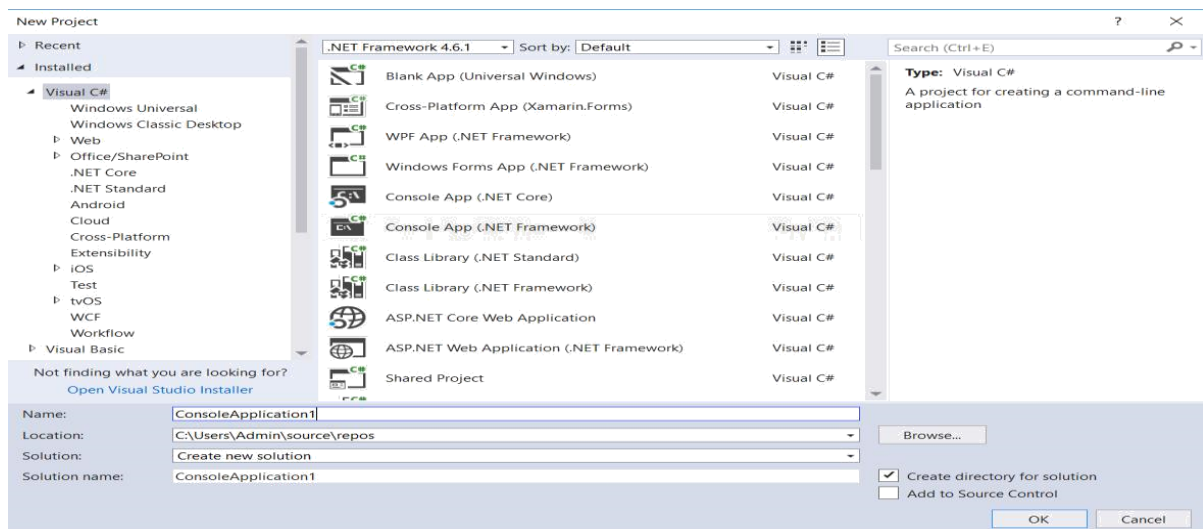 New Project
? ×
Recent
Installed
Visual C#
Windows Universal
Windows Classic Desktop
Web
Office/SharePoint
.NET Core
.NET Standard
Android
Cloud
Cross-Platform
Extensibility
iOS
Test
tvOS
WCF
Workflow
Visual Basic
Not finding what you are looking for?
Open Visual Studio Installer
.NET Framework 4.6.1 Sort by: Default
Blank App (Universal Windows) Visual C#
Cross-Platform App (Xamarin.Forms) Visual C#
WPF App (.NET Framework) Visual C#
Windows Forms App (.NET Framework) Visual C#
Console App (.NET Core) Visual C#
Console App (.NET Framework) Visual C#
Class Library (.NET Standard) Visual C#
Class Library (.NET Framework) Visual C#
ASP.NET Core Web Application Visual C#
ASP.NET Web Application (.NET Framework) Visual C#
Shared Project Visual C#
Search (Ctrl+E)
Type: Visual C#
A project for creating a command-line
application
Name: ConsoleApplication1
Location: C:\Users\Admin\source\repos
Browse...
Solution: Create new solution
Solution name: ConsoleApplication1
Create directory for solution
Add to Source Control
OK Cancel